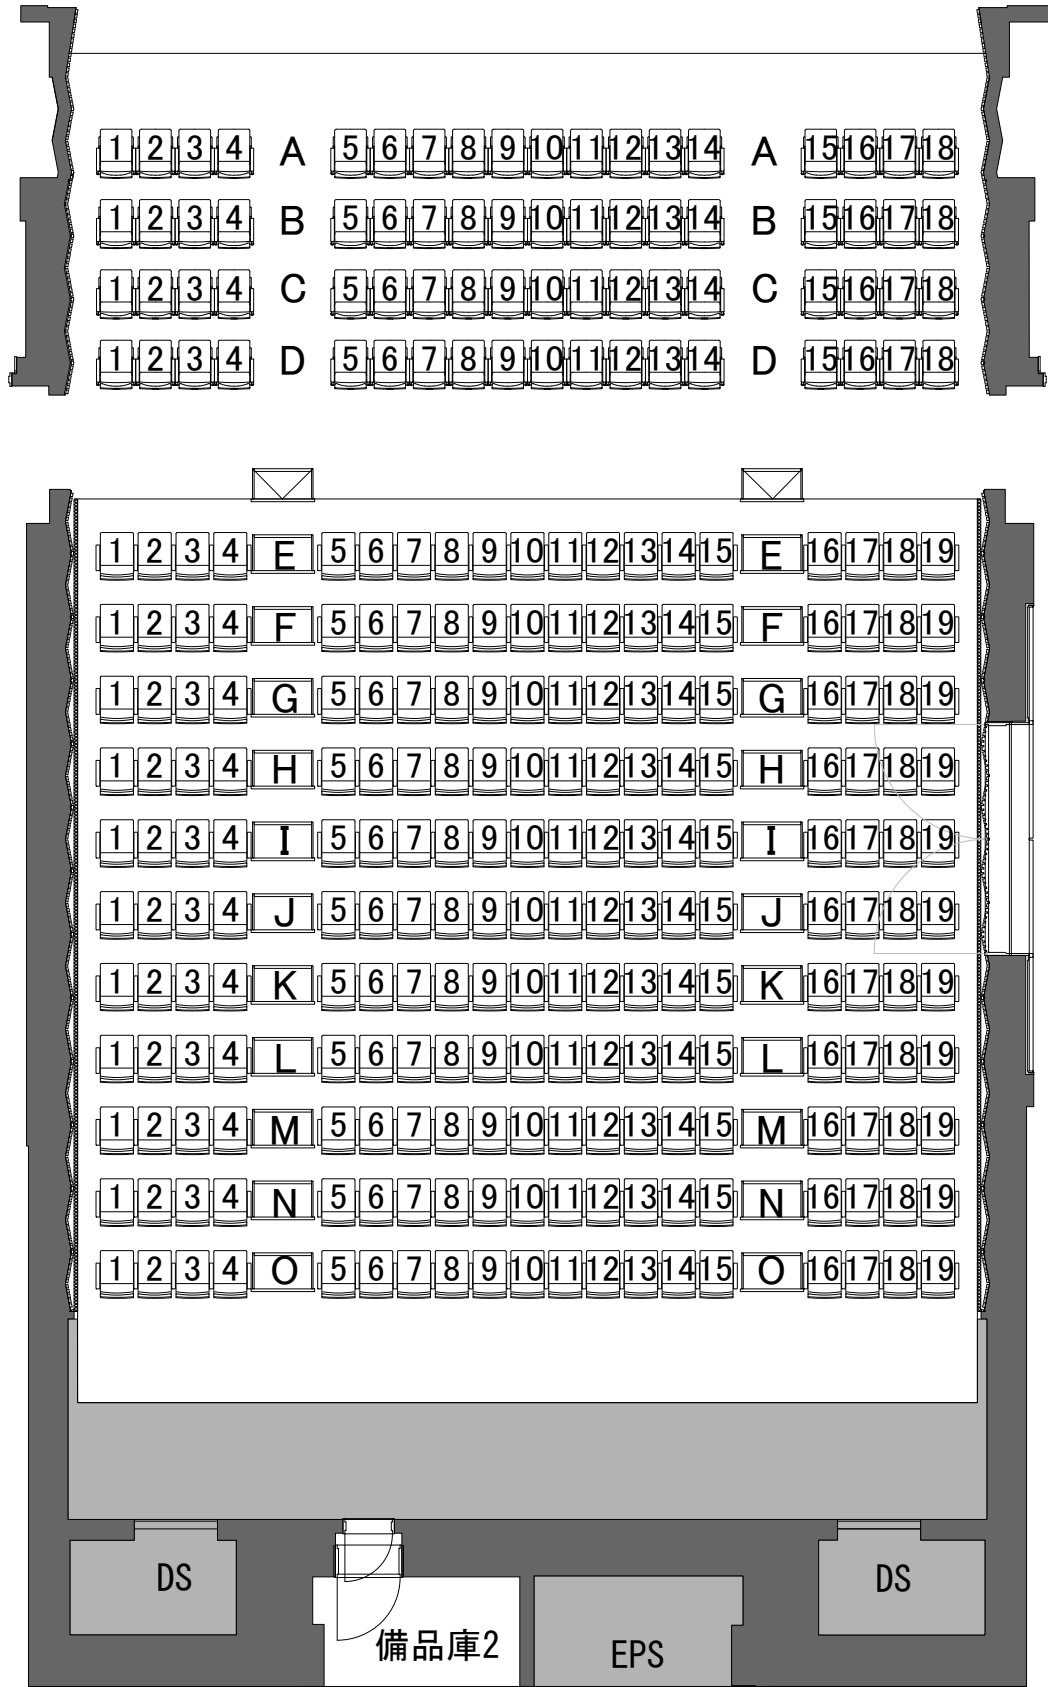 1 2 3 4 A 5 6 7 8 9 10 11 12 13 14 A 15 16 17 18
1 2 3 4 B 5 6 7 8 9 10 11 12 13 14 B 15 16 17 18
1 2 3 4 C 5 6 7 8 9 10 11 12 13 14 C 15 16 17 18
1 2 3 4 D 5 6 7 8 9 10 11 12 13 14 D 15 16 17 18
1 2 3 4 E 5 6 7 8 9 10 11 12 13 14 15 E 16 17 18 19
1 2 3 4 F 5 6 7 8 9 10 11 12 13 14 15 F 16 17 18 19
1 2 3 4 G 5 6 7 8 9 10 11 12 13 14 15 G 16 17 18 19
1 2 3 4 H 5 6 7 8 9 10 11 12 13 14 15 H 16 17 18 19
1 2 3 4 I 5 6 7 8 9 10 11 12 13 14 15 I 16 17 18 19
1 2 3 4 J 5 6 7 8 9 10 11 12 13 14 15 J 16 17 18 19
1 2 3 4 K 5 6 7 8 9 10 11 12 13 14 15 K 16 17 18 19
1 2 3 4 L 5 6 7 8 9 10 11 12 13 14 15 L 16 17 18 19
1 2 3 4 M 5 6 7 8 9 10 11 12 13 14 15 M 16 17 18 19
1 2 3 4 N 5 6 7 8 9 10 11 12 13 14 15 N 16 17 18 19
1 2 3 4 O 5 6 7 8 9 10 11 12 13 14 15 O 16 17 18 19
DS
DS
備品庫2
EPS